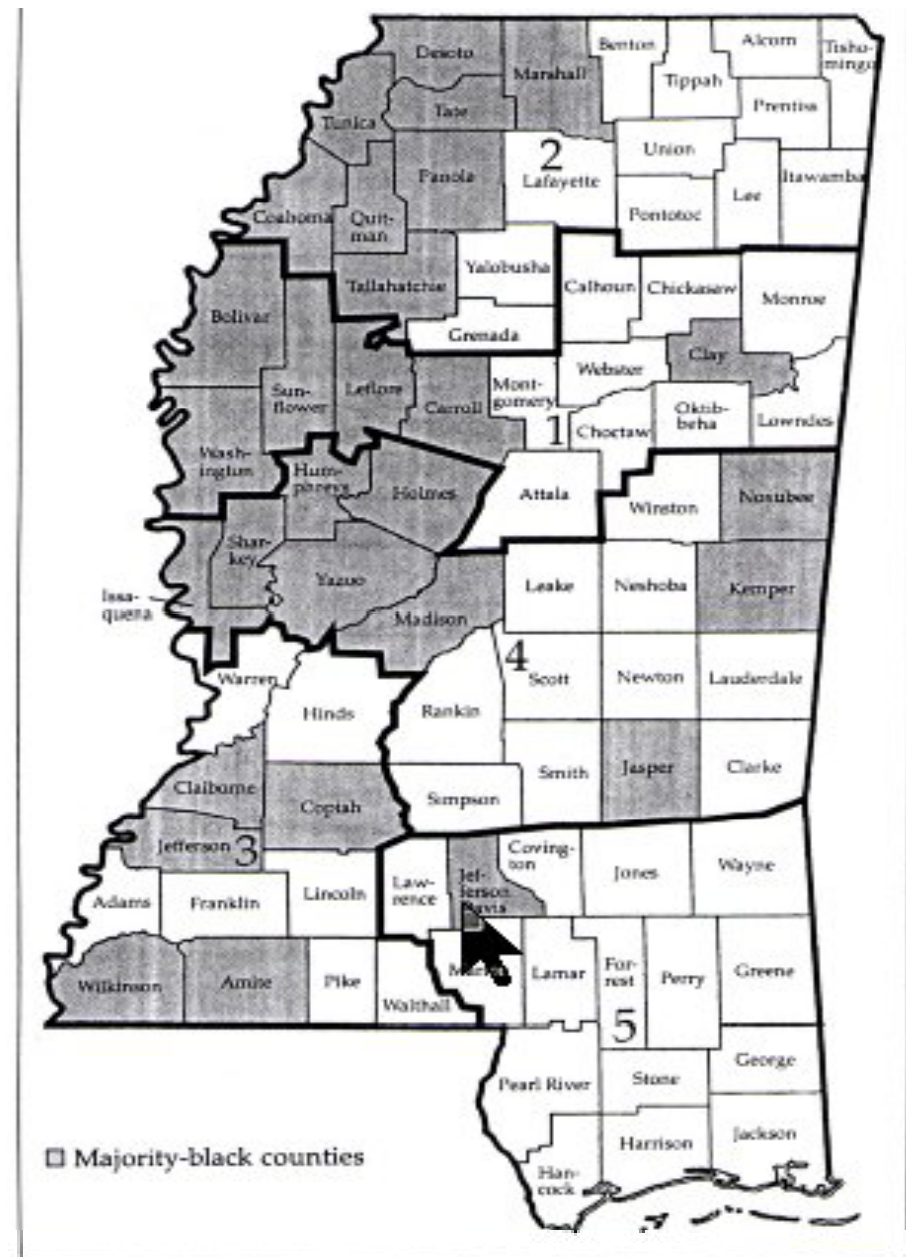 Desoto
Benton
Alcorn
Tisho-
mingo
Marshall
Tippah
Prentiss
Tate
Tunica
2
Lafayette
Union
Panola
Itawamba
Lee
Coahoma
Quit-
man
Pontotoc
Yalobusha
Tallahatchie
Calhoun
Chickasaw
Monroe
Bolivar
Grenada
Clay
Webster
Sun-
flower
Leflore
Carroll
Mont-
gomery
1
Choctaw
Oktib-
beha
Lowndes
Wash-
ington
Hum-
phreys
Holmes
Attala
Winston
Noxubee
Shar-
key
Yazoo
Leake
Neshoba
Kemper
Issa-
quena
Madison
4
Scott
Newton
Lauderdale
Warren
Hinds
Rankin
Smith
Jasper
Clarke
Claiborne
Copiah
Simpson
Jefferson
3
Coving-
ton
Jones
Wayne
Adams
Franklin
Lincoln
Law-
rence
Jef-
ferson
Davis
Wilkinson
Amite
Pike
Walthall
Lamar
For-
rest
Perry
Greene
5
Pearl River
Stone
George
Harrison
Jackson
Han-
cock
Majority-black counties